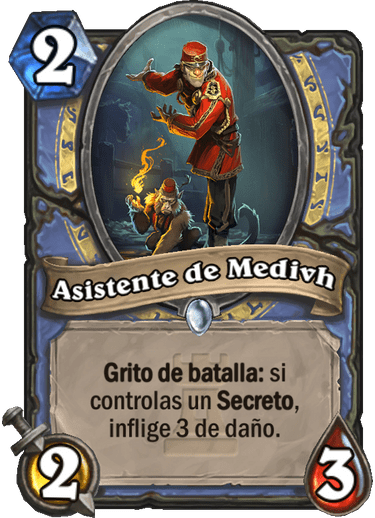 2
Asistente de Medivh
Grito de batalla: si
controlas un Secreto,
inflige 3 de daño.
2
3